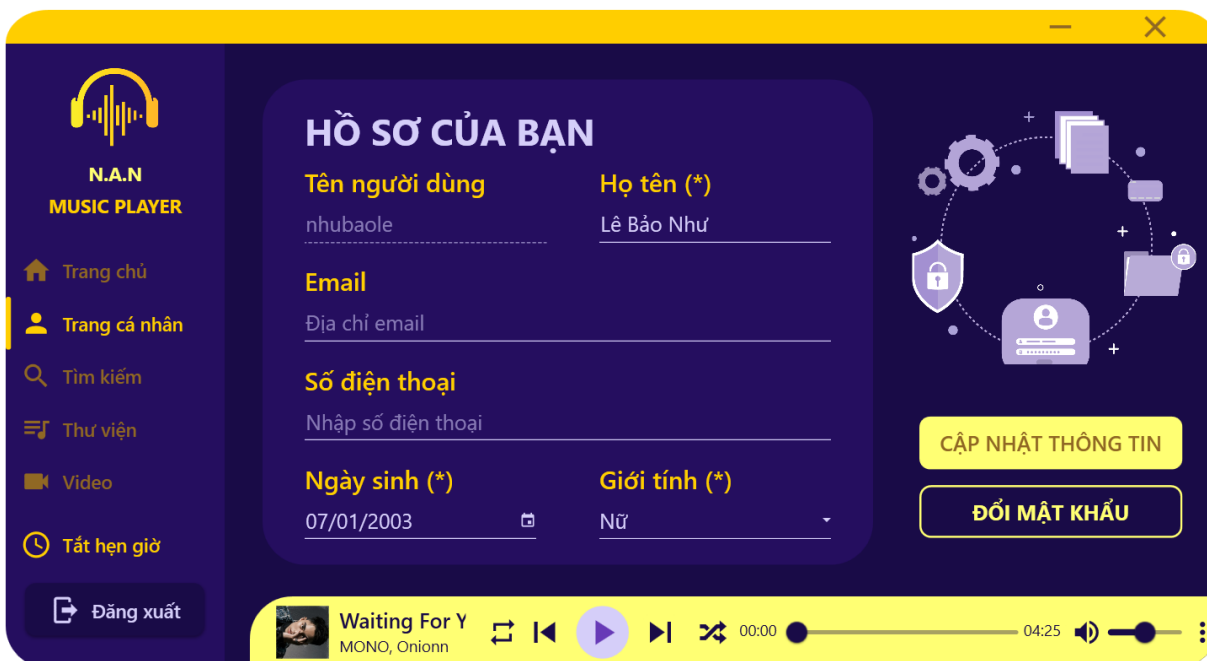 N.A.N
MUSIC PLAYER
Trang chủ
Trang cá nhân
Tìm kiếm
Thư viện
Video
Tắt hẹn giờ
Đăng xuất
HỒ SƠ CỦA BẠN
Tên người dùng
Họ tên (*)
nhubaole
Lê Bảo Như
Email
Địa chỉ email
Số điện thoại
Nhập số điện thoại
Ngày sinh (*)
Giới tính (*)
07/01/2003
Nữ
CẬP NHẬT THÔNG TIN
ĐỔI MẬT KHẨU
Waiting For Y
MONO, Onionn
00:00
04:25